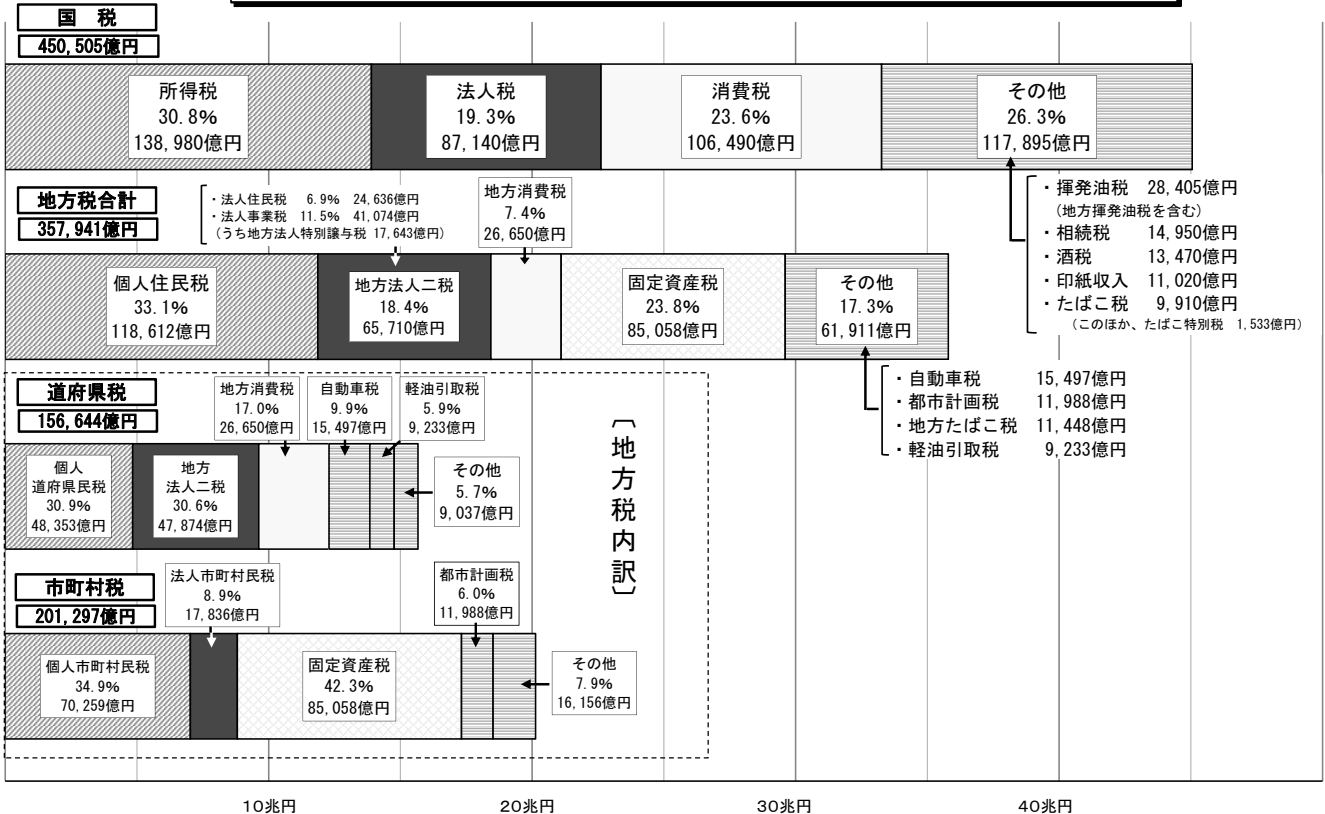 国　税
450,505億円
所得税
30.8%
138,980億円
法人税
19.3%
87,140億円
消費税
23.6%
106,490億円
その他
26.3%
117,895億円
・揮発油税　28,405億円
（地方揮発油税を含む）
・相続税　14,950億円
・酒税　13,470億円
・印紙収入　11,020億円
・たばこ税　9,910億円
（このほか、たばこ特別税　1,533億円）
地方税合計
357,941億円
・法人住民税　6.9%　24,636億円
・法人事業税　11.5%　41,074億円
（うち地方法人特別譲与税　17,643億円）
地方消費税
7.4%
26,650億円
個人住民税
33.1%
118,612億円
地方法人二税
18.4%
65,710億円
固定資産税
23.8%
85,058億円
その他
17.3%
61,911億円
・自動車税　15,497億円
・都市計画税　11,988億円
・地方たばこ税　11,448億円
・軽油引取税　9,233億円
道府県税
156,644億円
地方消費税
17.0%
26,650億円
自動車税
9.9%
15,497億円
軽油引取税
5.9%
9,233億円
個人
道府県民税
30.9%
48,353億円
地方
法人二税
30.6%
47,874億円
その他
5.7%
9,037億円
〔地方税内訳〕
市町村税
201,297億円
法人市町村民税
8.9%
17,836億円
都市計画税
6.0%
11,988億円
個人市町村民税
34.9%
70,259億円
固定資産税
42.3%
85,058億円
その他
7.9%
16,156億円
10兆円
20兆円
30兆円
40兆円